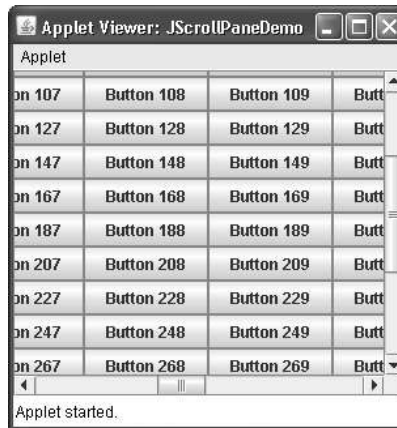 Applet Viewer: JScrollPaneDemo
Applet
on 107 Button 108 Button 109 Butt
on 127 Button 128 Button 129 Butt
on 147 Button 148 Button 149 Butt
on 167 Button 168 Button 169 Butt
on 187 Button 188 Button 189 Butt
on 207 Button 208 Button 209 Butt
on 227 Button 228 Button 229 Butt
on 247 Button 248 Button 249 Butt
on 267 Button 268 Button 269 Butt
Applet started.